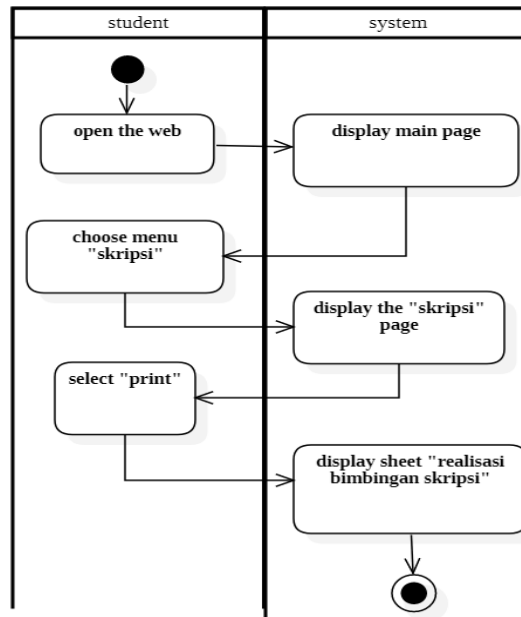 student
system
open the web
display main page
choose menu
"skripsi"
display the "skripsi"
page
select "print"
display sheet "realisasi
bimbingan skripsi"